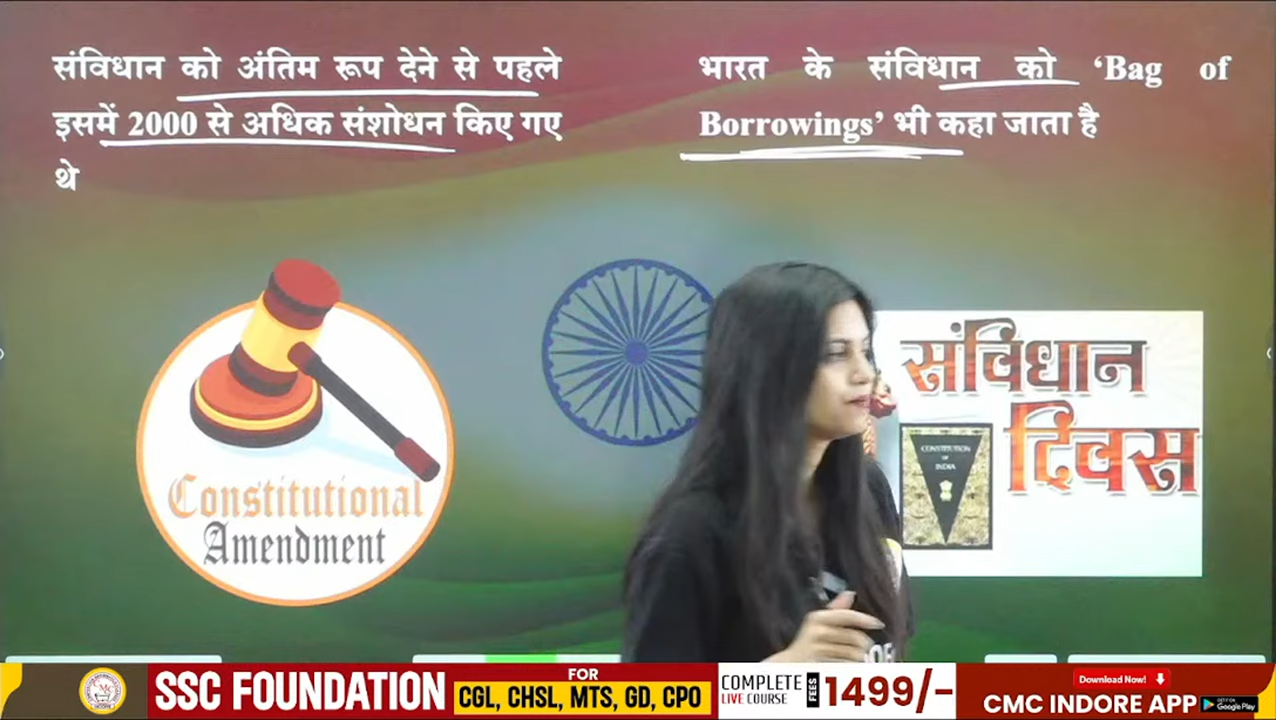 संविधान को अंतिम रूप देने से पहले
इसमें 2000 से अधिक संशोधन किए गए
थे
भारत के संविधान को ‘Bag of
Borrowings’ भी कहा जाता है
Constitutional
Amendment
संविधान
दिवस
CONSTITUTION
OF
INDIA
SSC FOUNDATION
FOR
CGL, CHSL, MTS, GD, CPO
COMPLETE
LIVE COURSE
FEES
1499/-
Download Now!
CMC INDORE APP
GET IT ON
Google Play